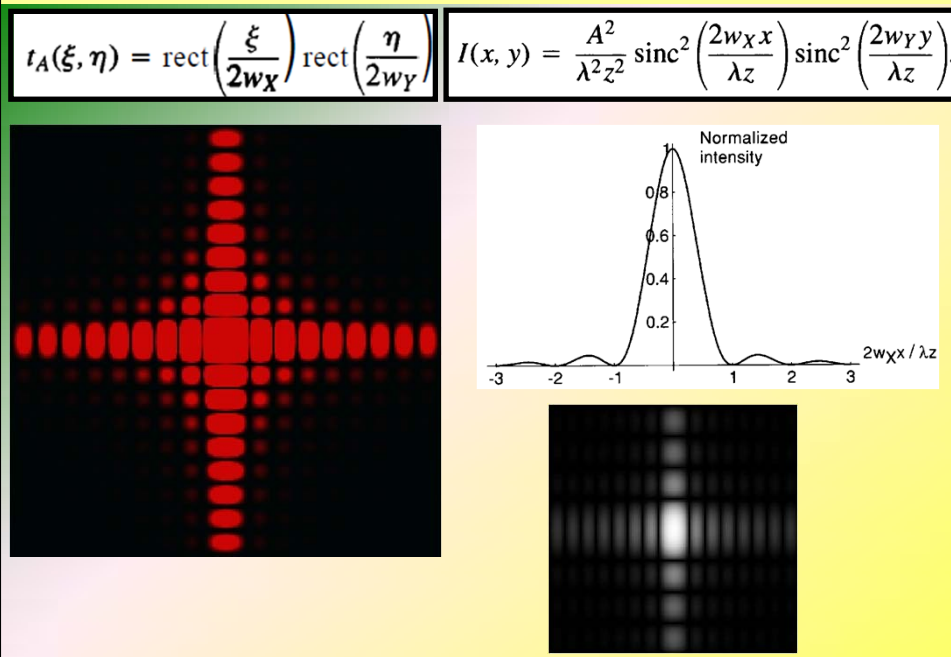 t_A(ξ, η) = rect(ξ/2w_X) rect(η/2w_Y)
I(x, y) = A²/λ²z² sinc²(2w_X x/λz) sinc²(2w_Y y/λz).
Normalized
intensity
1
0.8
0.6
0.4
0.2
2w_X x / λz
-3 -2 -1 1 2 3